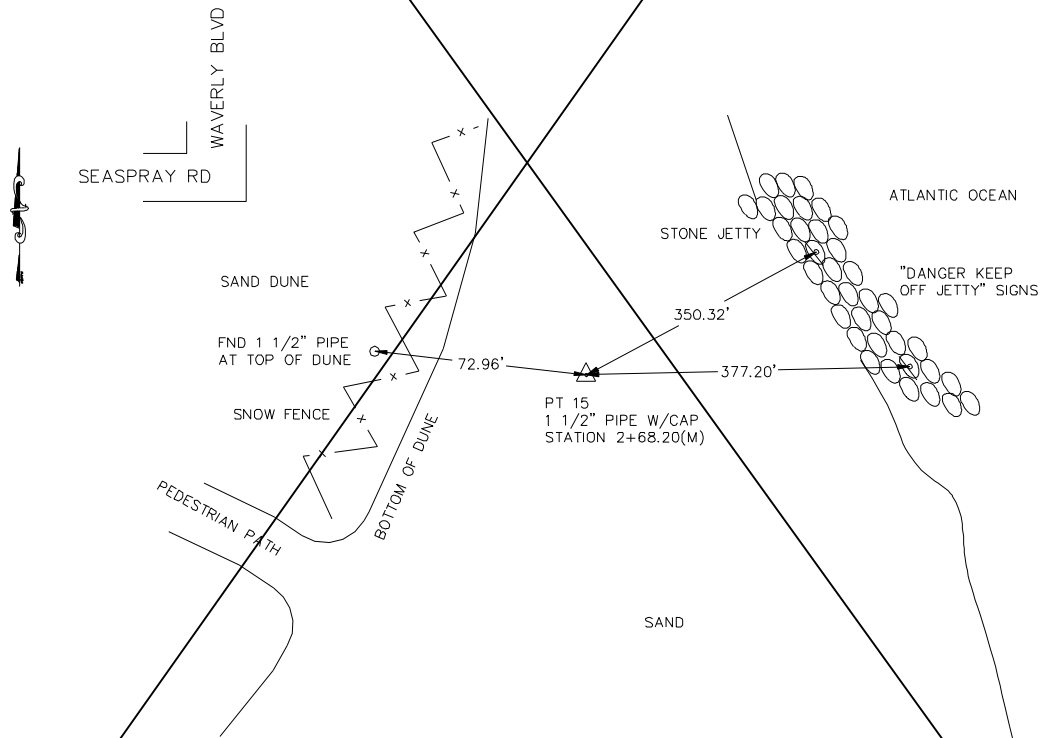 WAVERLY BLVD
SEASPRAY RD
ATLANTIC OCEAN
STONE JETTY
"DANGER KEEP
OFF JETTY" SIGNS
SAND DUNE
350.32'
FND 1 1/2" PIPE
AT TOP OF DUNE
72.96'
377.20'
PT 15
1 1/2" PIPE W/CAP
STATION 2+68.20(M)
SNOW FENCE
BOTTOM OF DUNE
PEDESTRIAN PATH
SAND